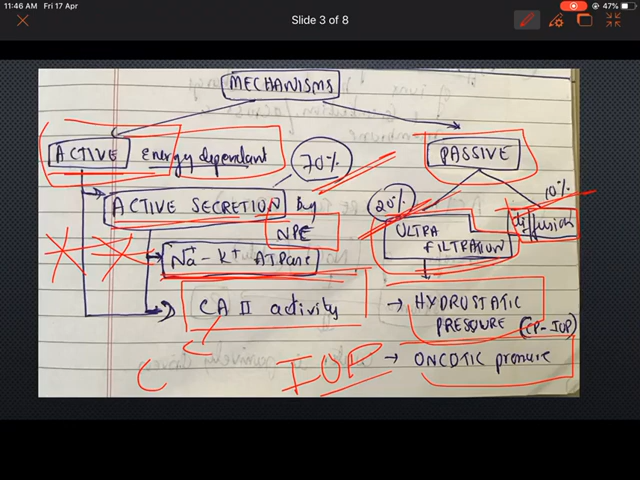 11:46 AM Fri 17 Apr
47%
Slide 3 of 8
MECHANISMS
ACTIVE energy dependant
PASSIVE
70%
ACTIVE SECRETION by
NPE
Na+ - K+ ATPase
CA II activity
20%
ULTRA
FILTRATION
10%
diffusion
→ HYDROSTATIC
PRESSURE (CP-IOP)
→ ONCOTIC pressure
C
IOP